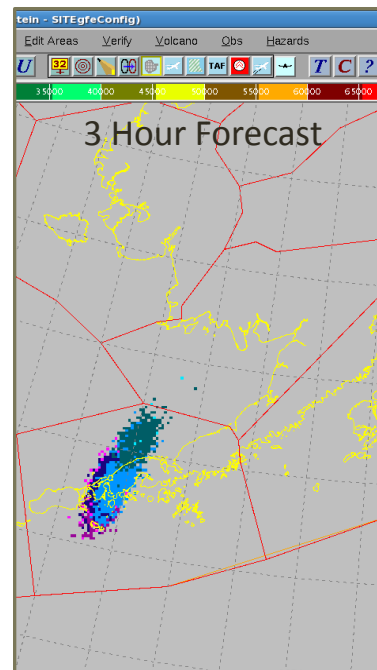 tein - SITEgfeConfig)
Edit Areas Verify Volcano Obs Hazards
U 32 TAF T C ?
35000 40000 45000 50000 55000 60000 65000
3 Hour Forecast